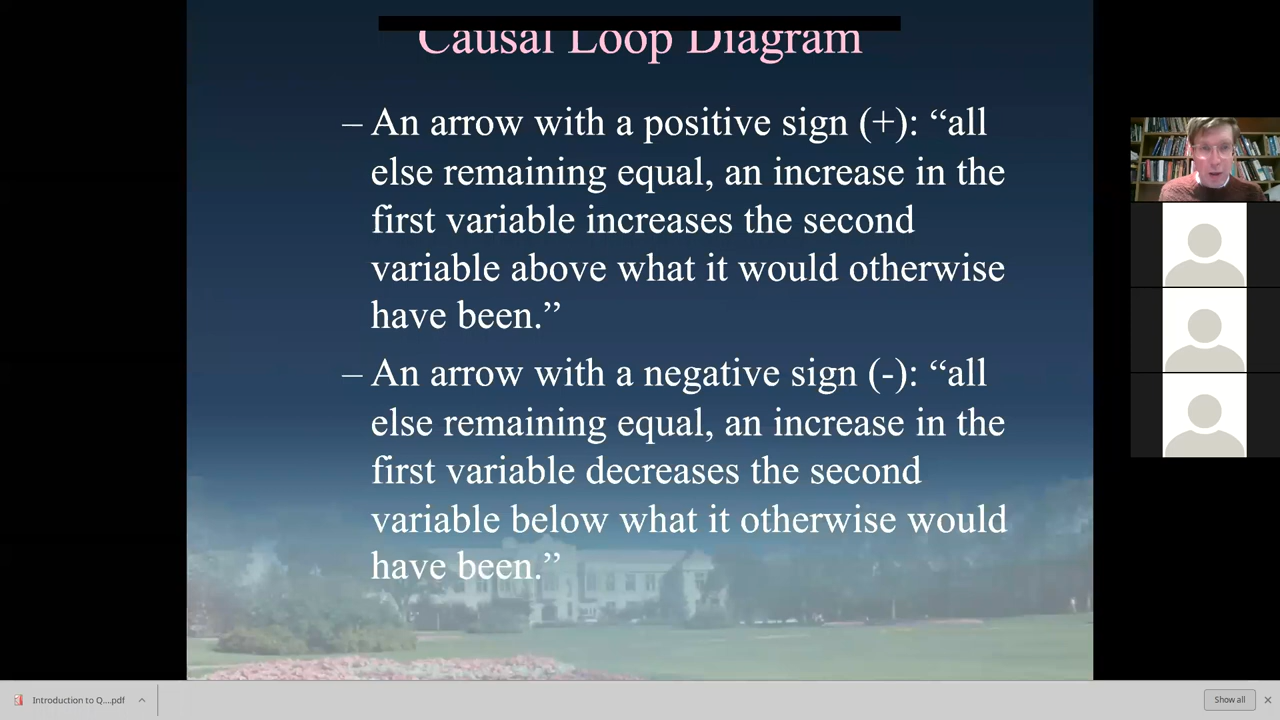 Causal Loop Diagram
– An arrow with a positive sign (+): “all
else remaining equal, an increase in the
first variable increases the second
variable above what it would otherwise
have been.”
– An arrow with a negative sign (-): “all
else remaining equal, an increase in the
first variable decreases the second
variable below what it otherwise would
have been.”
Introduction to Q....pdf
Show all